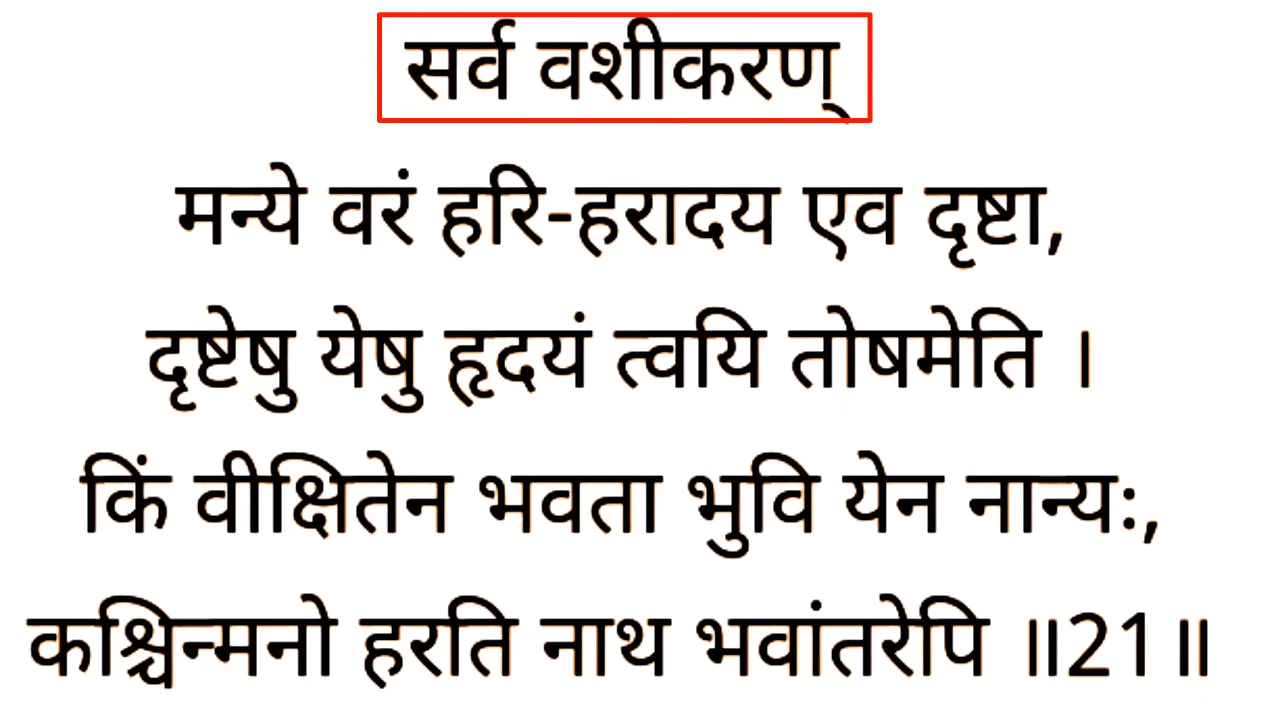 सर्व वशीकरण्
मन्ये वरं हरि-हरादय एव दृष्टा,
दृष्टेषु येषु हृदयं त्वयि तोषमेति ।
किं वीक्षितेन भवता भुवि येन नान्यः,
कश्चिन्मनो हरति नाथ भवांतरेपि ॥21॥